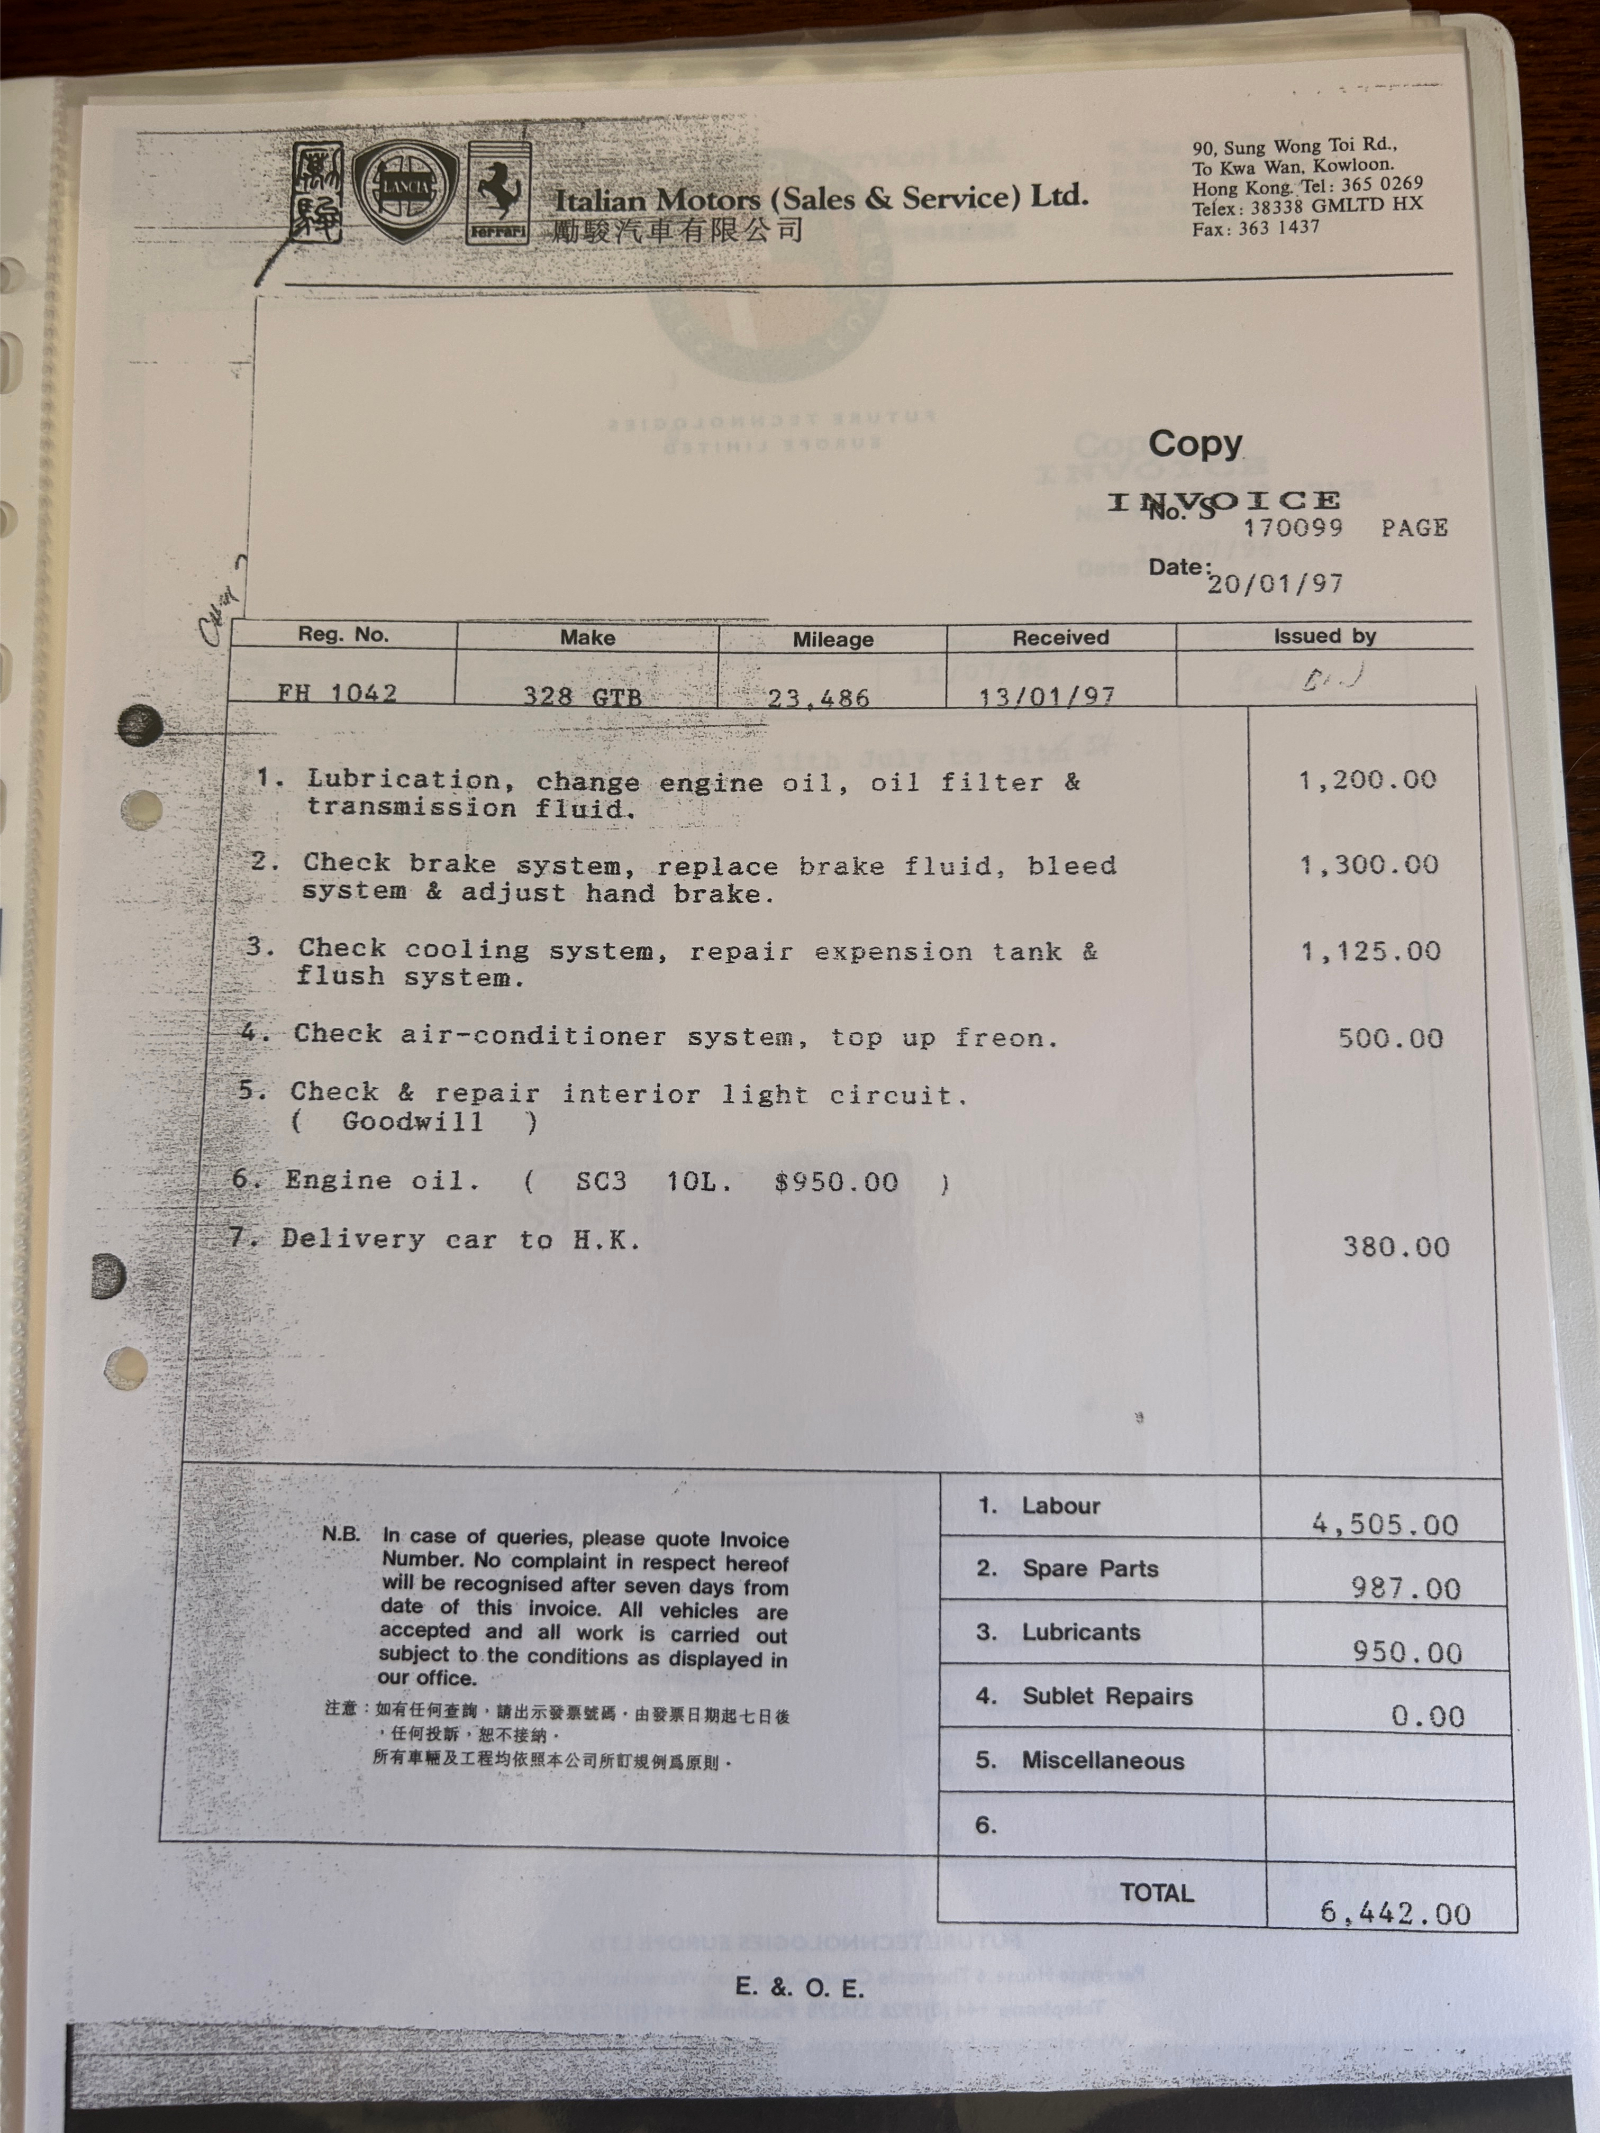 勵駿
LANCIA
Ferrari
Italian Motors (Sales & Service) Ltd.
勵駿汽車有限公司
90, Sung Wong Toi Rd.,
To Kwa Wan, Kowloon.
Hong Kong. Tel: 365 0269
Telex: 38338 GMLTD HX
Fax: 363 1437
Copy
INVOICE
No. S
170099 PAGE
Date:
20/01/97
Reg. No. Make Mileage Received Issued by
FH 1042 328 GTB 23,486 13/01/97
1. Lubrication, change engine oil, oil filter & 1,200.00
transmission fluid.
2. Check brake system, replace brake fluid, bleed 1,300.00
system & adjust hand brake.
3. Check cooling system, repair expension tank & 1,125.00
flush system.
4. Check air-conditioner system, top up freon. 500.00
5. Check & repair interior light circuit.
( Goodwill )
6. Engine oil. ( SC3 10L. $950.00 )
7. Delivery car to H.K. 380.00
N.B. In case of queries, please quote Invoice
Number. No complaint in respect hereof
will be recognised after seven days from
date of this invoice. All vehicles are
accepted and all work is carried out
subject to the conditions as displayed in
our office.
注意：如有任何查詢，請出示發票號碼。由發票日期起七日後
，任何投訴，恕不接納。
所有車輛及工程均依照本公司所訂規例爲原則。
1. Labour 4,505.00
2. Spare Parts 987.00
3. Lubricants 950.00
4. Sublet Repairs 0.00
5. Miscellaneous
6.
TOTAL 6,442.00
E. &. O. E.